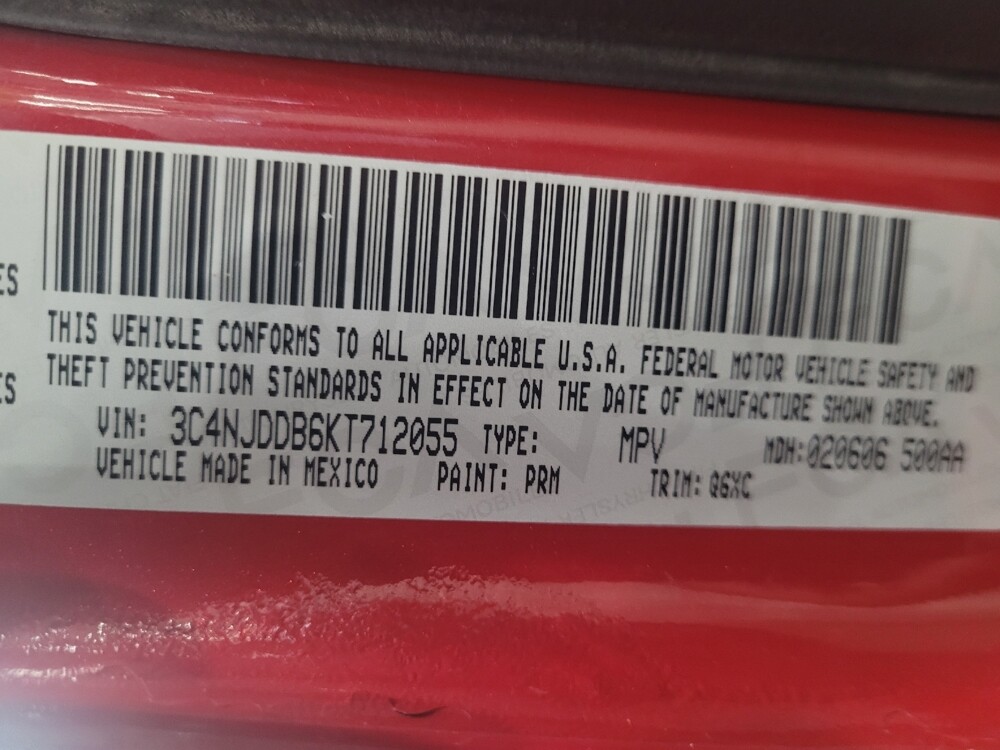 ES
THIS VEHICLE CONFORMS TO ALL APPLICABLE U.S.A. FEDERAL MOTOR VEHICLE SAFETY AND
ES
THEFT PREVENTION STANDARDS IN EFFECT ON THE DATE OF MANUFACTURE SHOWN ABOVE.
VIN: 3C4NJDDB6KT712055 TYPE: MPV MDH:020606 500AA
VEHICLE MADE IN MEXICO PAINT: PRM TRIM: Q6XC